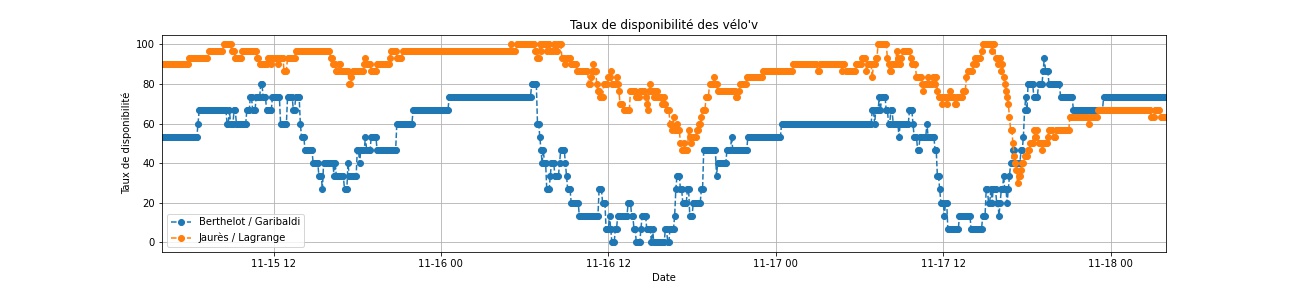 Taux de disponibilité des vélo'v
Taux de disponibilité
100
80
60
40
20
0
Berthelot / Garibaldi
Jaurès / Lagrange
11-15 12
11-16 00
11-16 12
11-17 00
11-17 12
11-18 00
Date